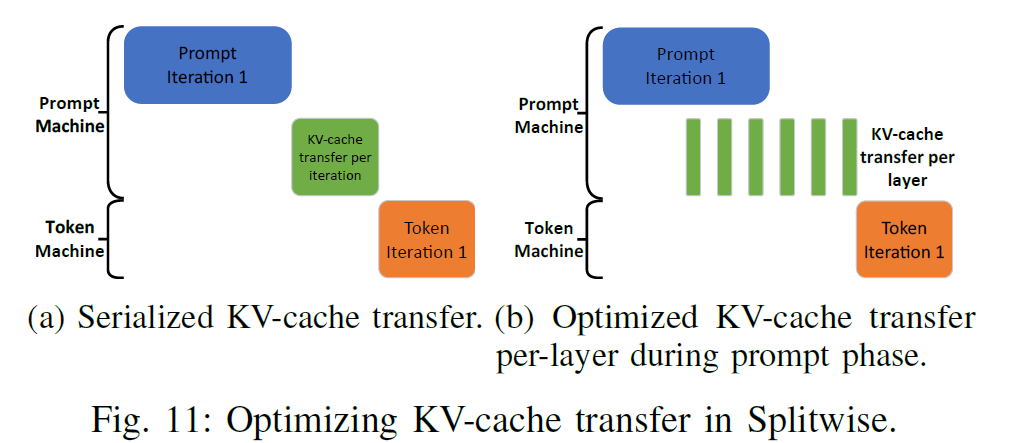 Prompt
Iteration 1
Prompt
Machine
KV-cache
transfer per
iteration
Token
Machine
Token
Iteration 1
(a) Serialized KV-cache transfer.
Prompt
Iteration 1
Prompt
Machine
KV-cache
transfer per
layer
Token
Machine
Token
Iteration 1
(b) Optimized KV-cache transfer
per-layer during prompt phase.
Fig. 11: Optimizing KV-cache transfer in Splitwise.